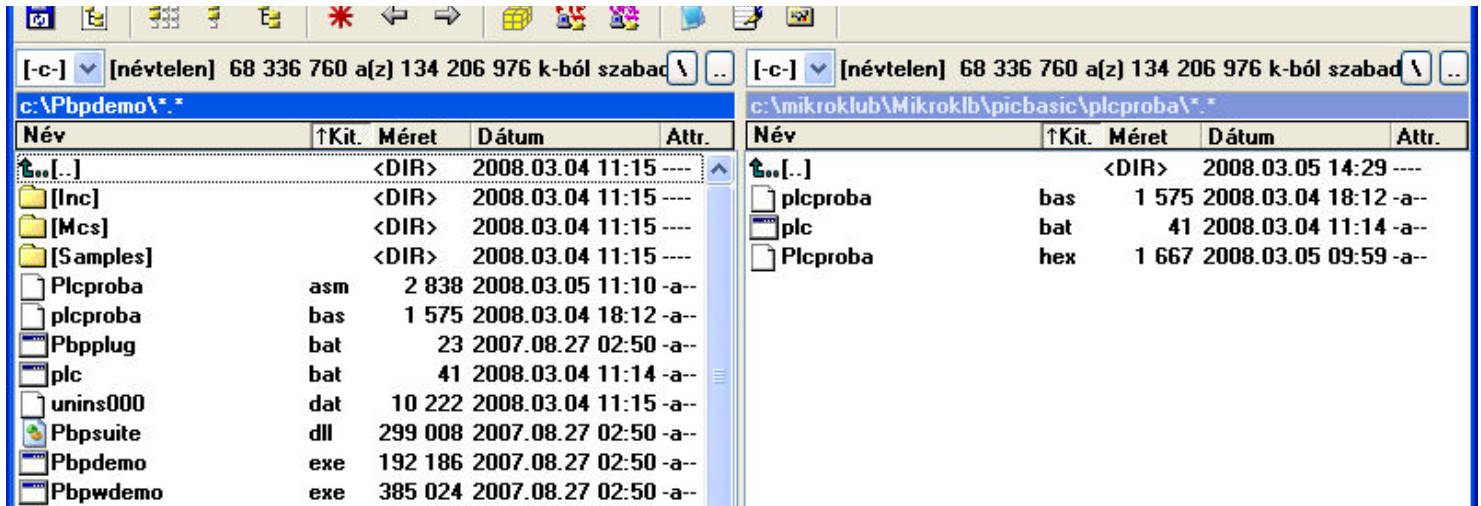 [-c-] [névtelen] 68 336 760 a(z) 134 206 976 k-ból szabad \ ..
c:\Pbpdemo\*.*
Név ↑Kit. Méret Dátum Attr.
[..] <DIR> 2008.03.04 11:15 ----
[Inc] <DIR> 2008.03.04 11:15 ----
[Mcs] <DIR> 2008.03.04 11:15 ----
[Samples] <DIR> 2008.03.04 11:15 ----
Plcproba asm 2 838 2008.03.05 11:10 -a--
plcproba bas 1 575 2008.03.04 18:12 -a--
Pbpplug bat 23 2007.08.27 02:50 -a--
plc bat 41 2008.03.04 11:14 -a--
unins000 dat 10 222 2008.03.04 11:15 -a--
Pbpsuite dll 299 008 2007.08.27 02:50 -a--
Pbpdemo exe 192 186 2007.08.27 02:50 -a--
Pbpwdemo exe 385 024 2007.08.27 02:50 -a--
[-c-] [névtelen] 68 336 760 a(z) 134 206 976 k-ból szabad \ ..
c:\mikroklub\Mikroklb\picbasic\plcproba\*.*
Név ↑Kit. Méret Dátum Attr.
[..] <DIR> 2008.03.05 14:29 ----
plcproba bas 1 575 2008.03.04 18:12 -a--
plc bat 41 2008.03.04 11:14 -a--
Plcproba hex 1 667 2008.03.05 09:59 -a--